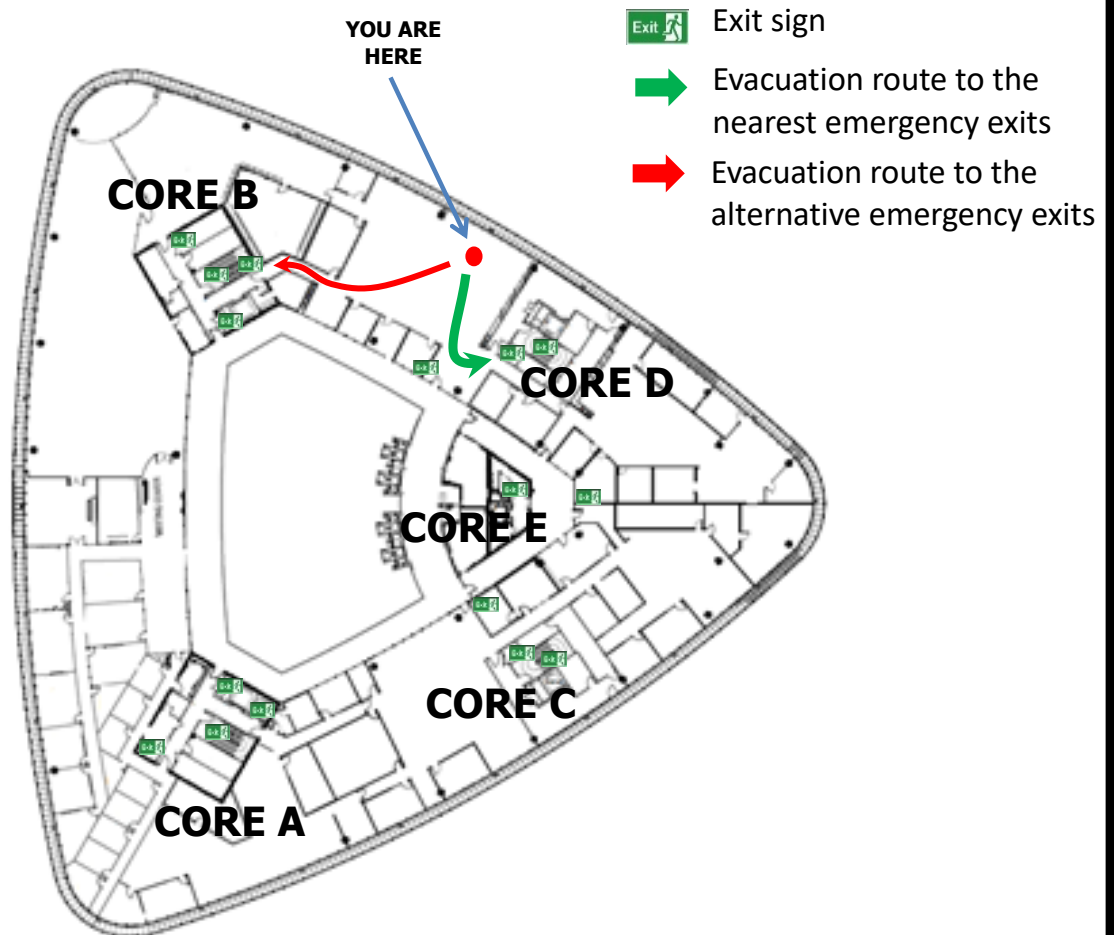 YOU ARE
HERE
Exit
Exit sign
Evacuation route to the
nearest emergency exits
Evacuation route to the
alternative emergency exits
CORE B
CORE D
CORE E
CORE C
CORE A